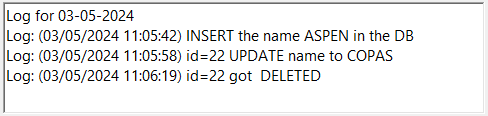 Log for 03-05-2024
Log: (03/05/2024 11:05:42) INSERT the name ASPEN in the DB
Log: (03/05/2024 11:05:58) id=22 UPDATE name to COPAS
Log: (03/05/2024 11:06:19) id=22 got  DELETED